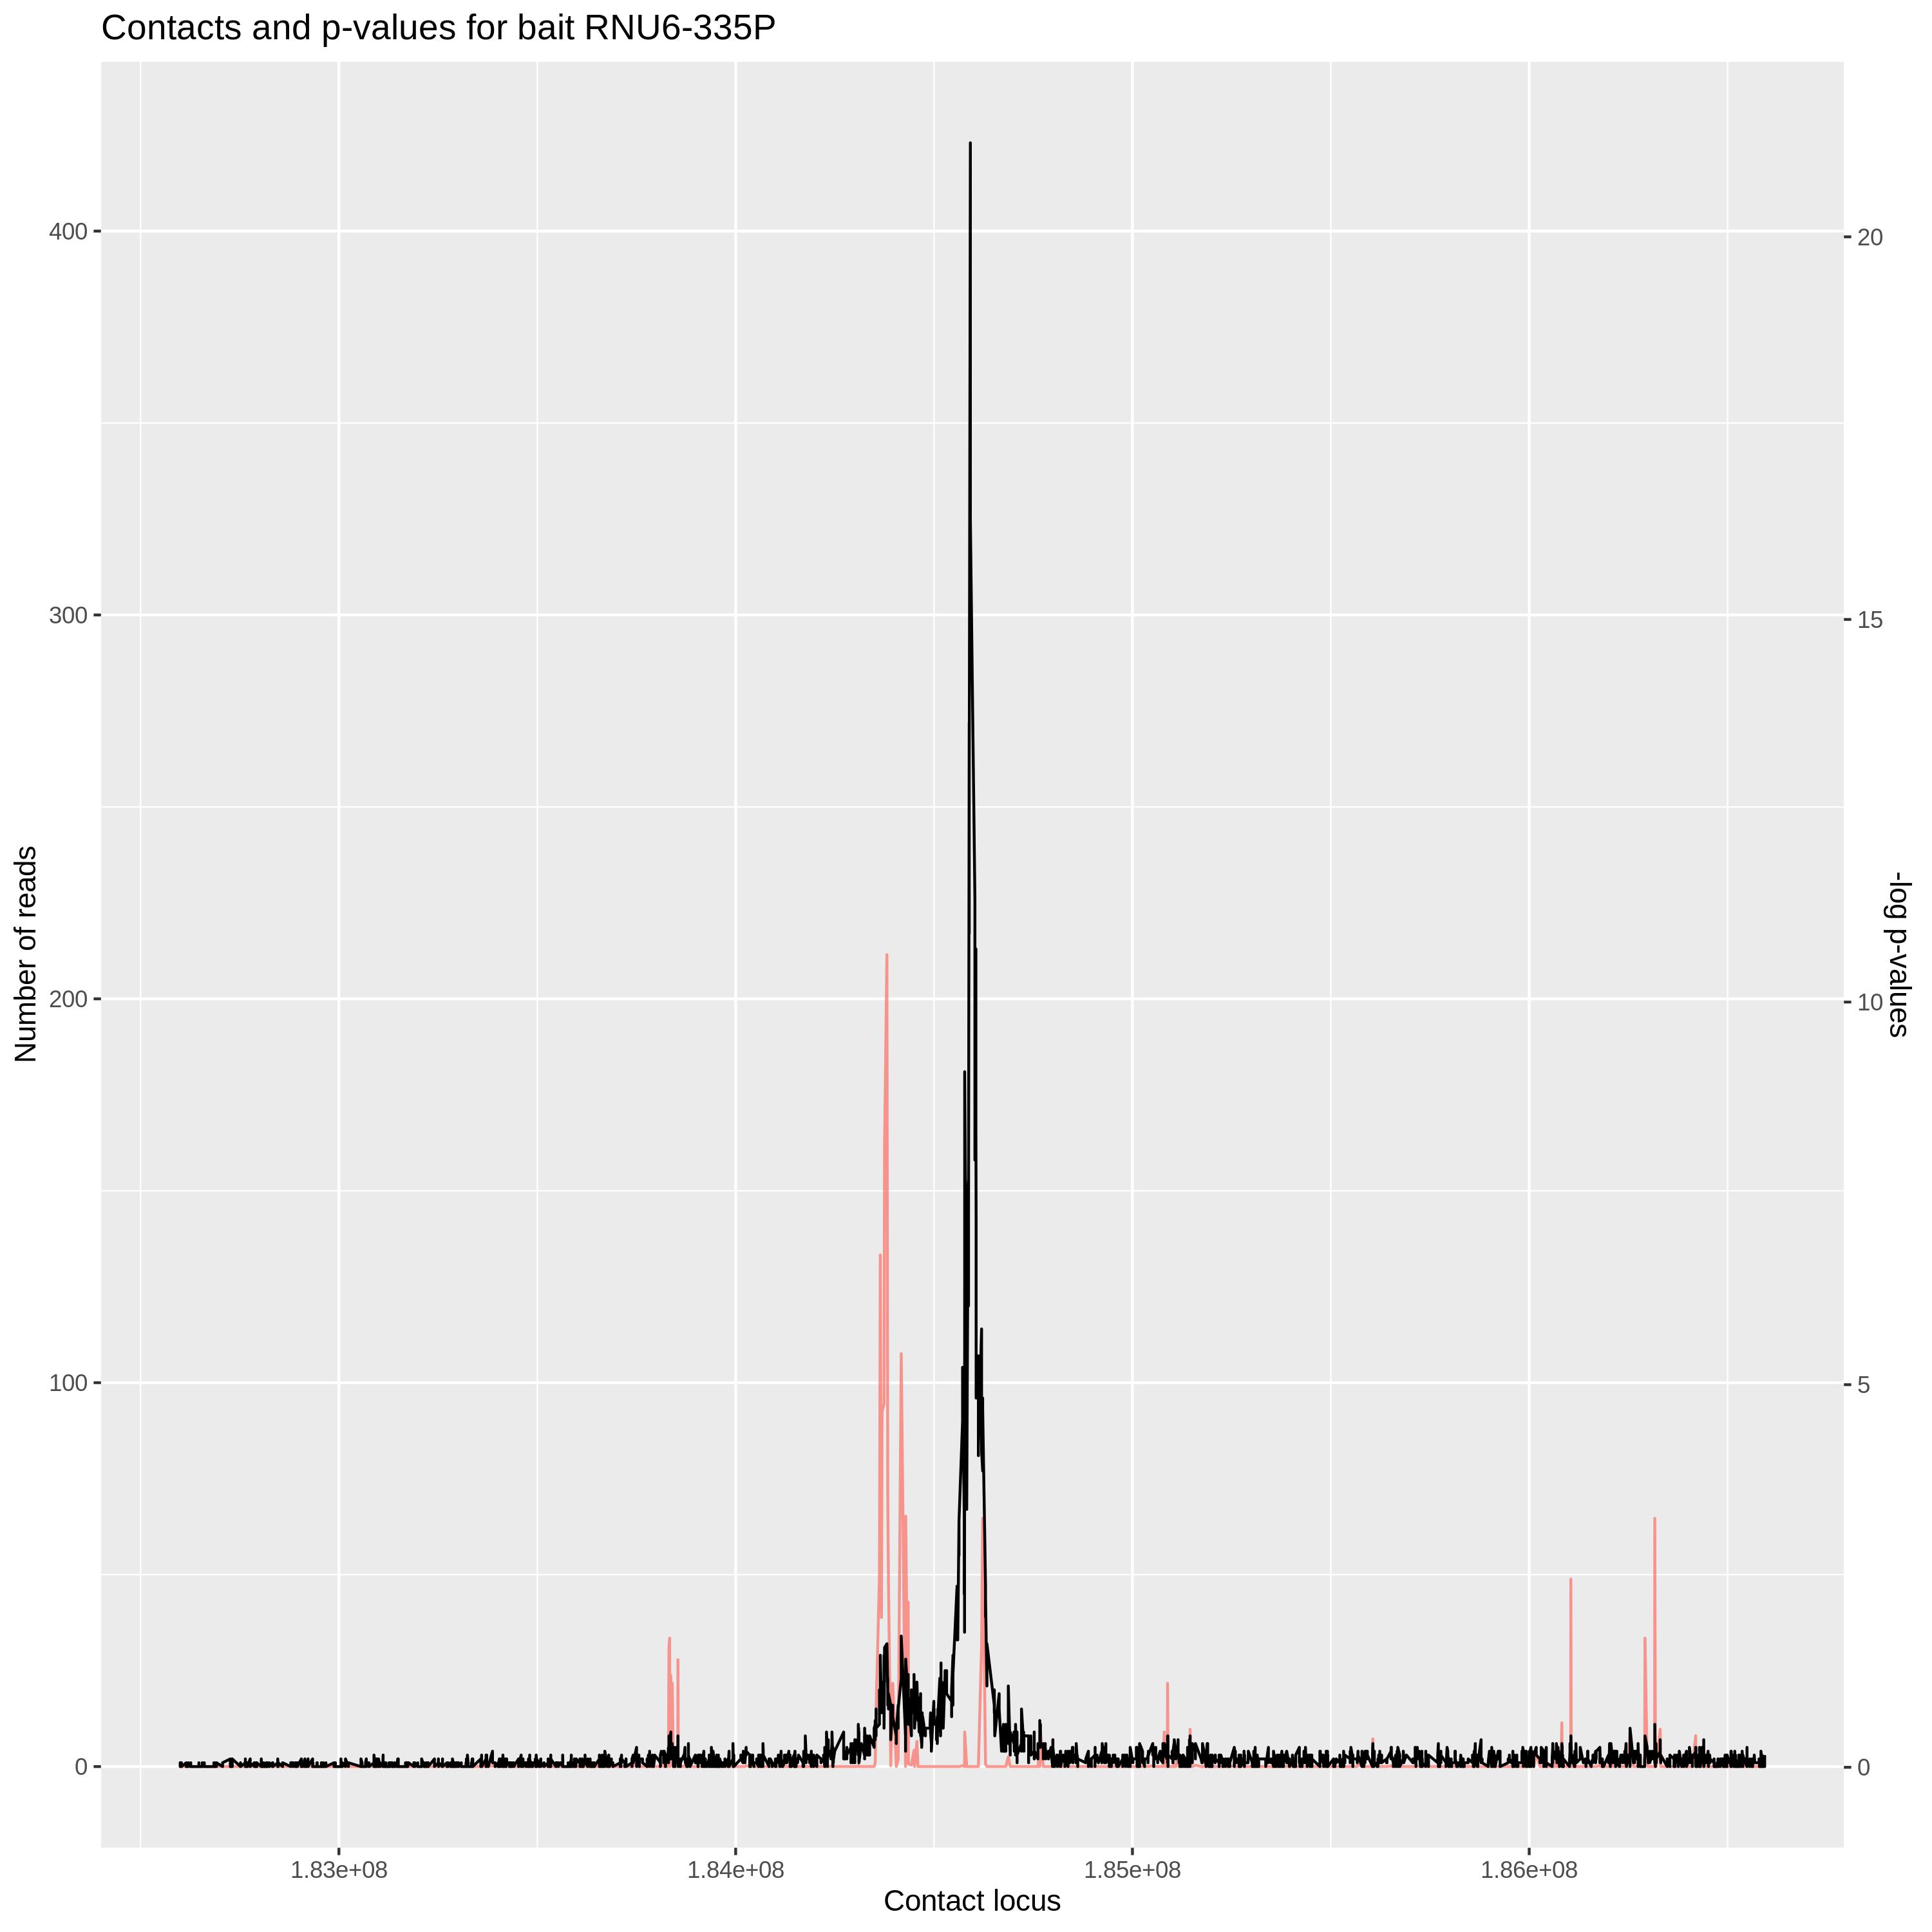 Contacts and p-values for bait RNU6-335P
Number of reads
400
300
200
100
0
20
15
10
5
0
-log p-values
1.83e+08
1.84e+08
1.85e+08
1.86e+08
Contact locus